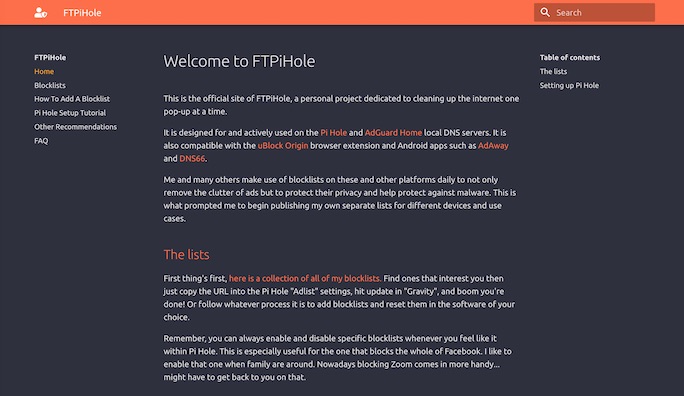 FTPiHole
Search
FTPiHole
Home
Blocklists
How To Add A Blocklist
Pi Hole Setup Tutorial
Other Recommendations
FAQ
Welcome to FTPiHole
This is the official site of FTPiHole, a personal project dedicated to cleaning up the internet one
pop-up at a time.
It is designed for and actively used on the Pi Hole and AdGuard Home local DNS servers. It is
also compatible with the uBlock Origin browser extension and Android apps such as AdAway
and DNS66.
Me and many others make use of blocklists on these and other platforms daily to not only
remove the clutter of ads but to protect their privacy and help protect against malware. This is
what prompted me to begin publishing my own separate lists for different devices and use
cases.
The lists
First thing's first, here is a collection of all of my blocklists. Find ones that interest you then
just copy the URL into the Pi Hole "Adlist" settings, hit update in "Gravity", and boom you're
done! Or follow whatever process it is to add blocklists and reset them in the software of your
choice.
Remember, you can always enable and disable specific blocklists whenever you feel like it
within Pi Hole. This is especially useful for the one that blocks the whole of Facebook. I like to
enable that one when family are around. Nowadays blocking Zoom comes in more handy...
might have to get back to you on that.
Table of contents
The lists
Setting up Pi Hole